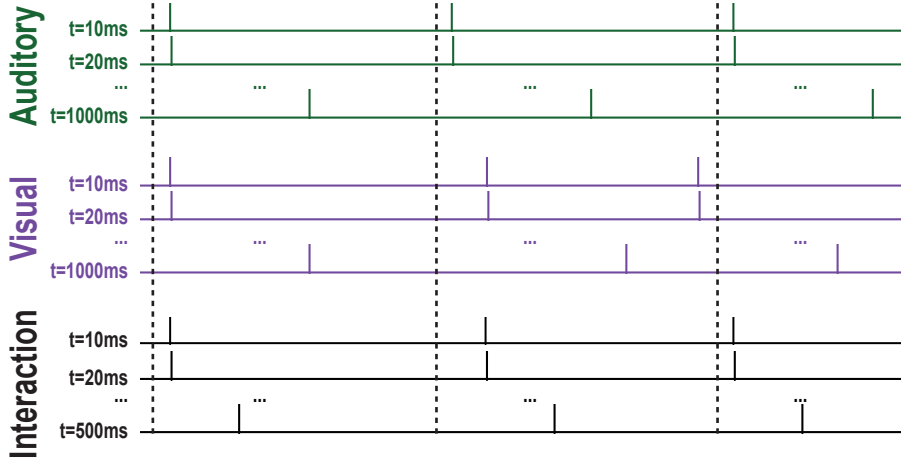 Auditory
t=10ms
t=20ms
... ... ... ...
t=1000ms
Visual
t=10ms
t=20ms
... ... ... ...
t=1000ms
Interaction
t=10ms
t=20ms
... ... ... ...
t=500ms